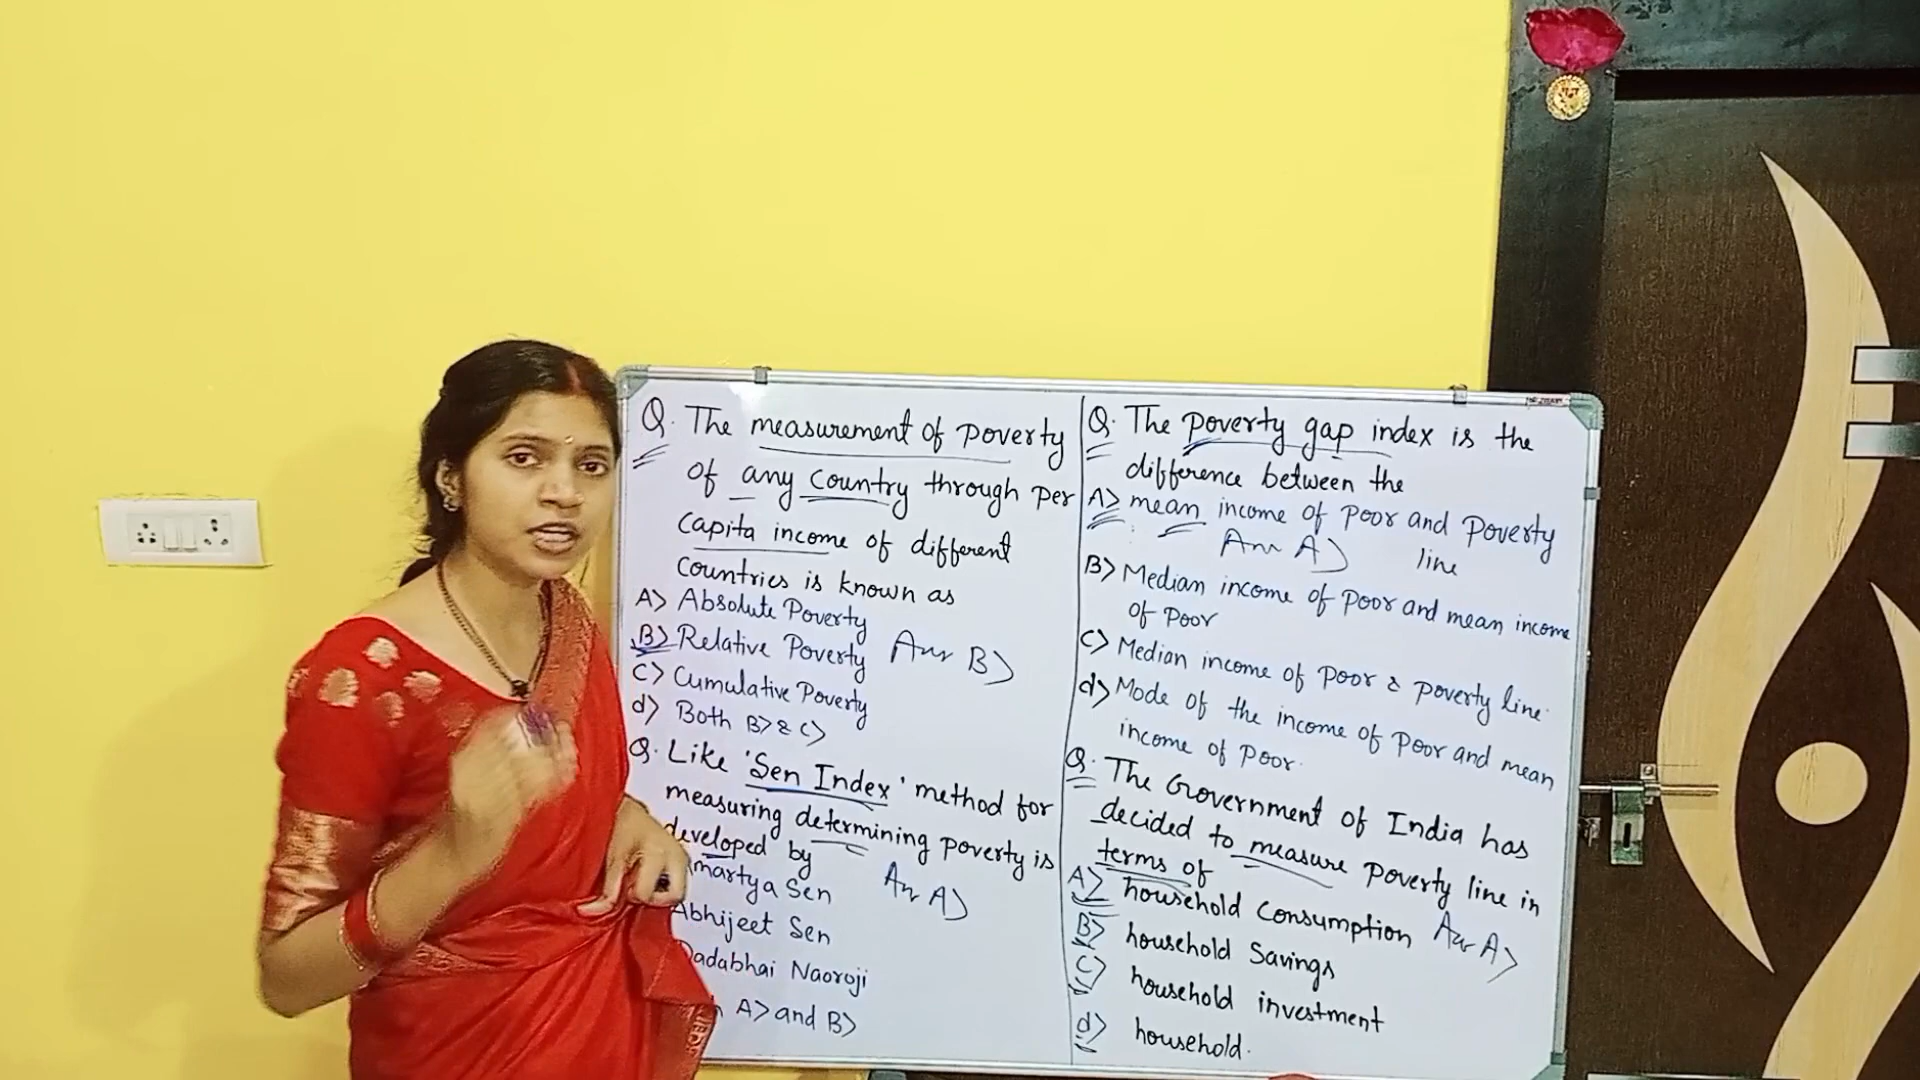 Q. The measurement of poverty
of any country through per
capita income of different
countries is known as
A> Absolute Poverty
B> Relative Poverty Ans B>
C> Cumulative Poverty
d> Both B> & C>
Q. Like 'Sen Index' method for
measuring determining poverty is
developed by
martya Sen An A>
Abhijeet Sen
Dadabhai Naoroji
A> and B>
Q. The poverty gap index is the
difference between the
A> mean income of poor and poverty
line
Ans A>
B> Median income of poor and mean income
of poor
C> Median income of poor & poverty line.
d> Mode of the income of poor and mean
income of poor.
Q. The Government of India has
decided to measure poverty line in
terms of
A> household consumption Ans A>
B> household savings
C> household investment
d> household.